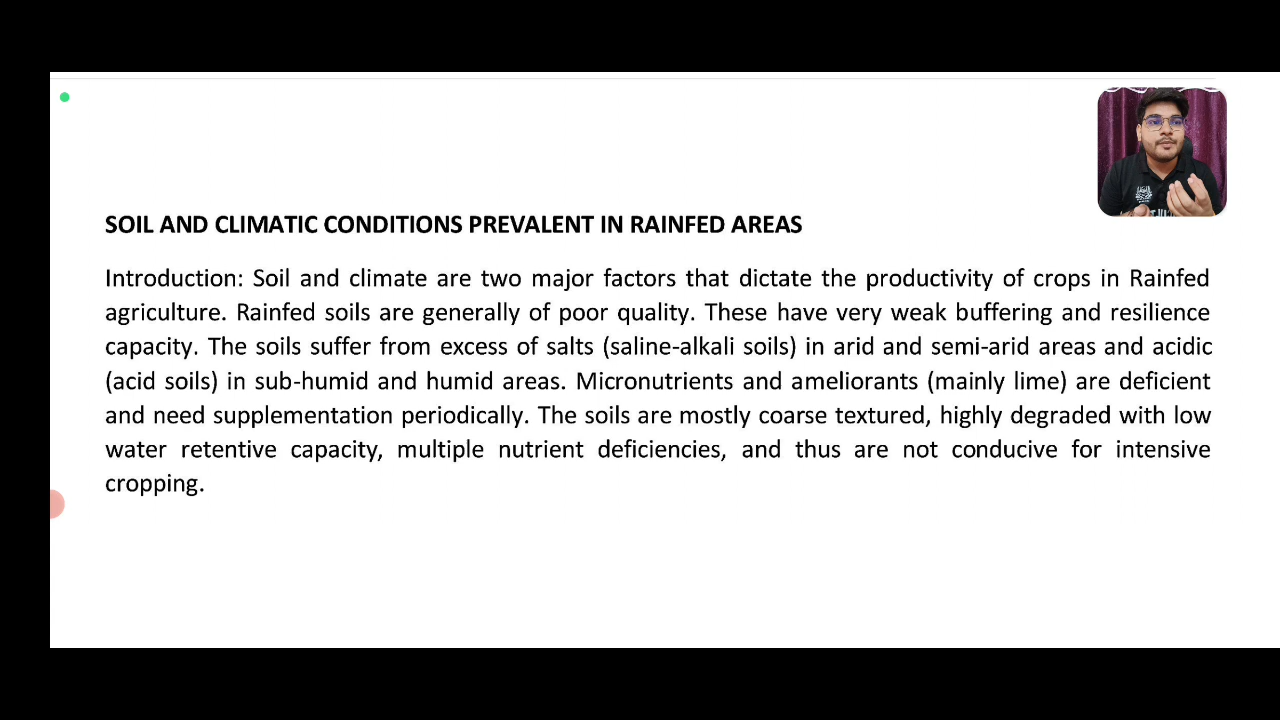 SOIL AND CLIMATIC CONDITIONS PREVALENT IN RAINFED AREAS
Introduction: Soil and climate are two major factors that dictate the productivity of crops in Rainfed
agriculture. Rainfed soils are generally of poor quality. These have very weak buffering and resilience
capacity. The soils suffer from excess of salts (saline-alkali soils) in arid and semi-arid areas and acidic
(acid soils) in sub-humid and humid areas. Micronutrients and ameliorants (mainly lime) are deficient
and need supplementation periodically. The soils are mostly coarse textured, highly degraded with low
water retentive capacity, multiple nutrient deficiencies, and thus are not conducive for intensive
cropping.